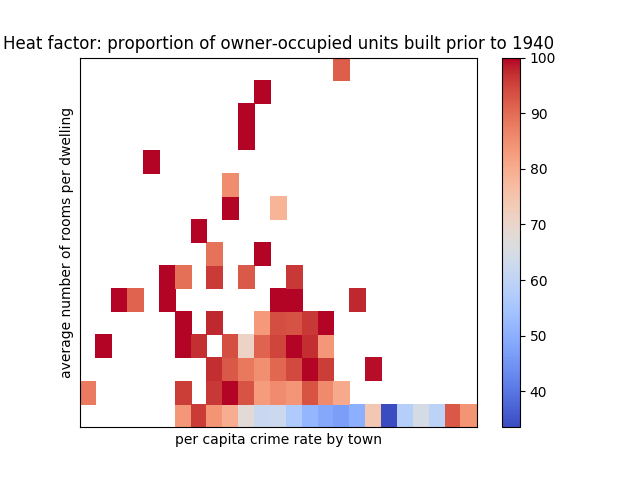 Heat factor: proportion of owner-occupied units built prior to 1940
average number of rooms per dwelling
per capita crime rate by town
100
90
80
70
60
50
40